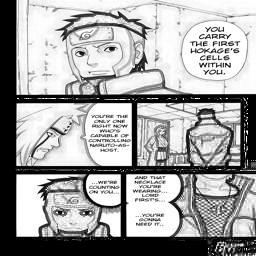 YOU
CARRY
THE FIRST
HOKAGE'S
CELLS
WITHIN
YOU.
YOU'RE THE
ONLY ONE
RIGHT NOW
WHO'S
CAPABLE OF
CONTROLLING
NARUTO-AS-
HOST.
...WE'RE
COUNTING
ON YOU...
AND THAT
NECKLACE
YOU'RE
WEARING...
LORD
FIRST'S...
...YOU'RE
GONNA
NEED IT...